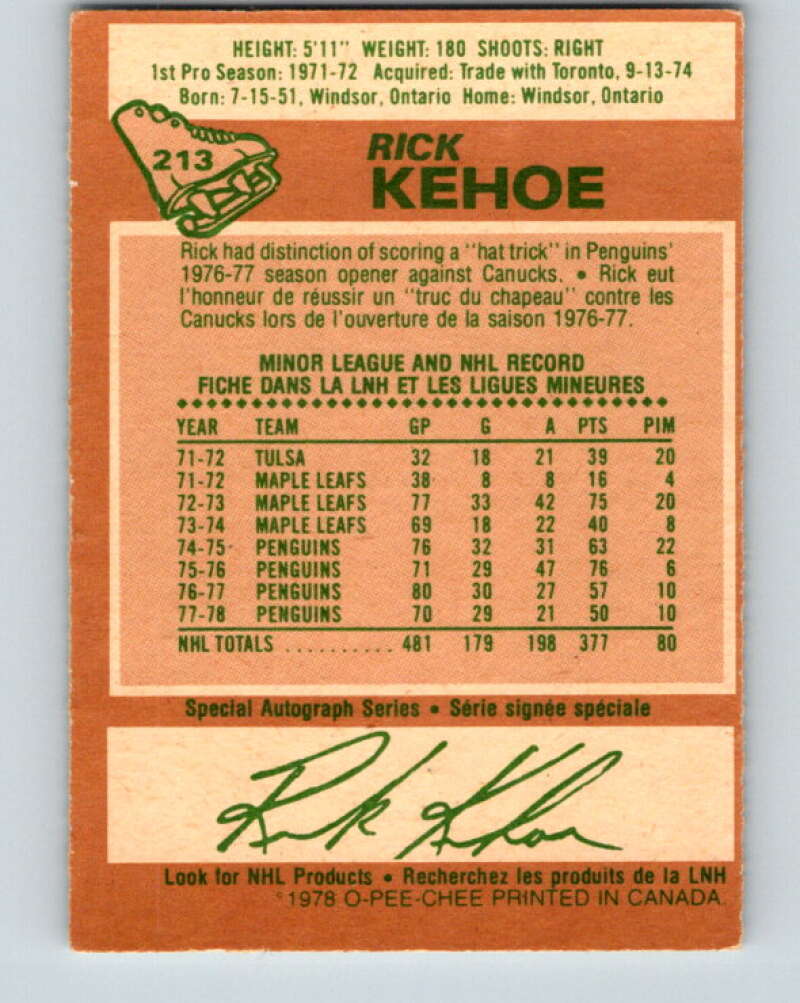 HEIGHT: 5'11" WEIGHT: 180 SHOOTS: RIGHT
1st Pro Season: 1971-72 Acquired: Trade with Toronto, 9-13-74
Born: 7-15-51, Windsor, Ontario Home: Windsor, Ontario
213
RICK
KEHOE
Rick had distinction of scoring a "hat trick" in Penguins'
1976-77 season opener against Canucks. • Rick eut
l'honneur de réussir un "truc du chapeau" contre les
Canucks lors de l'ouverture de la saison 1976-77.
MINOR LEAGUE AND NHL RECORD
FICHE DANS LA LNH ET LES LIGUES MINEURES
YEAR TEAM GP G A PTS PIM
71-72 TULSA 32 18 21 39 20
71-72 MAPLE LEAFS 38 8 8 16 4
72-73 MAPLE LEAFS 77 33 42 75 20
73-74 MAPLE LEAFS 69 18 22 40 8
74-75 PENGUINS 76 32 31 63 22
75-76 PENGUINS 71 29 47 76 6
76-77 PENGUINS 80 30 27 57 10
77-78 PENGUINS 70 29 21 50 10
NHL TOTALS .......... 481 179 198 377 80
Special Autograph Series • Série signée spéciale
Rick Kehoe
Look for NHL Products • Recherchez les produits de la LNH
©1978 O-PEE-CHEE PRINTED IN CANADA.